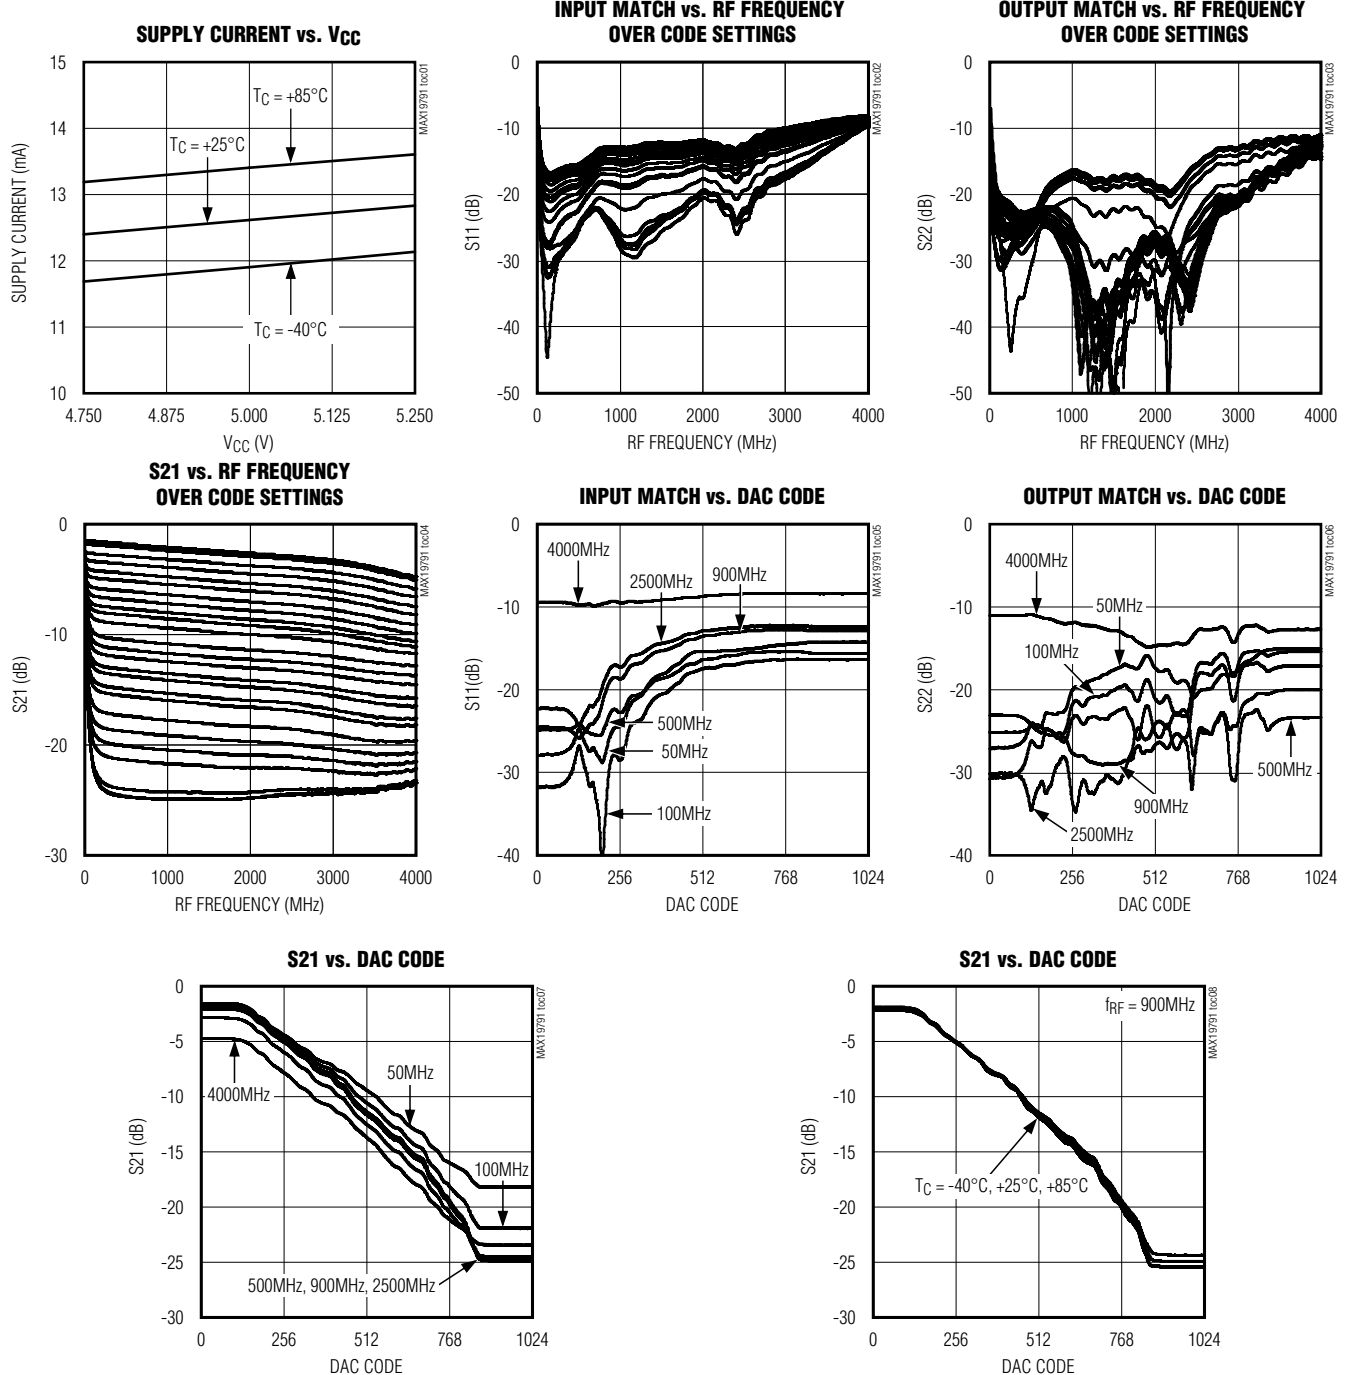 SUPPLY CURRENT vs. VCC
15
14
13
12
11
10
SUPPLY CURRENT (mA)
TC = +85°C
TC = +25°C
TC = -40°C
4.750 4.875 5.000 5.125 5.250
VCC (V)
MAX19791 toc01
INPUT MATCH vs. RF FREQUENCY
OVER CODE SETTINGS
0
-10
-20
-30
-40
-50
S11(dB)
0 1000 2000 3000 4000
RF FREQUENCY (MHz)
MAX19791 toc02
OUTPUT MATCH vs. RF FREQUENCY
OVER CODE SETTINGS
0
-10
-20
-30
-40
-50
S22 (dB)
0 1000 2000 3000 4000
RF FREQUENCY (MHz)
MAX19791 toc03
S21 vs. RF FREQUENCY
OVER CODE SETTINGS
0
-10
-20
-30
S21 (dB)
0 1000 2000 3000 4000
RF FREQUENCY (MHz)
MAX19791 toc04
INPUT MATCH vs. DAC CODE
0
-10
-20
-30
-40
S11(dB)
4000MHz
2500MHz
900MHz
500MHz
50MHz
100MHz
0 256 512 768 1024
DAC CODE
MAX19791 toc05
OUTPUT MATCH vs. DAC CODE
0
-10
-20
-30
-40
S22 (dB)
4000MHz
50MHz
100MHz
500MHz
900MHz
2500MHz
0 256 512 768 1024
DAC CODE
MAX19791 toc06
S21 vs. DAC CODE
0
-5
-10
-15
-20
-25
-30
S21 (dB)
4000MHz
50MHz
100MHz
500MHz, 900MHz, 2500MHz
0 256 512 768 1024
DAC CODE
MAX19791 toc07
S21 vs. DAC CODE
0
-5
-10
-15
-20
-25
-30
S21 (dB)
fRF = 900MHz
TC = -40°C, +25°C, +85°C
0 256 512 768 1024
DAC CODE
MAX19791 toc08